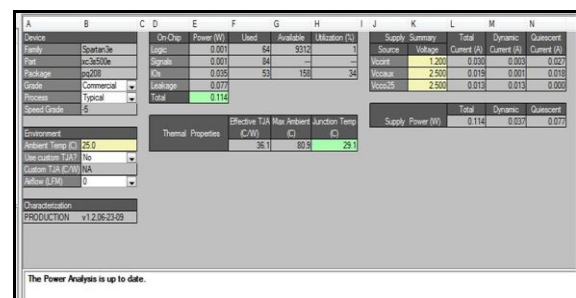 A B C D E F G H I J K L M N
Device On-Chip Power (W) Used Available Utilization (%) Supply Summary Total Dynamic Quiescent
Family Spartan3e Logic 0.001 64 9312 1 Source Voltage Current (A) Current (A) Current (A)
Part xc3s500e Signals 0.001 84 --- --- Vccint 1.200 0.030 0.003 0.027
Package pq208 IOs 0.035 53 158 34 Vccaux 2.500 0.019 0.001 0.018
Grade Commercial Leakage 0.077 Vcco25 2.500 0.013 0.013 0.000
Process Typical Total 0.114
Speed Grade -5 Total Dynamic Quiescent
Effective TJA Max Ambient Junction Temp Supply Power (W) 0.114 0.037 0.077
Environment Thermal Properties (C/W) (C) (C)
Ambient Temp (C) 25.0 36.1 80.9 29.1
Use custom TJA? No
Custom TJA (C/W) NA
Airflow (LFM) 0
Characterization
PRODUCTION v1.2,06-23-09
The Power Analysis is up to date.